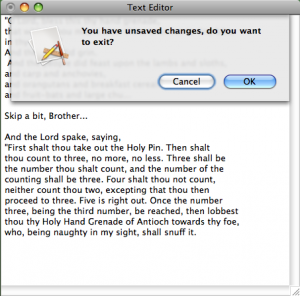 Text Editor
You have unsaved changes, do you want
to exit?
Cancel
OK
Skip a bit, Brother...
And the Lord spake, saying,
"First shalt thou take out the Holy Pin. Then shalt
thou count to three, no more, no less. Three shall be
the number thou shalt count, and the number of the
counting shall be three. Four shalt thou not count,
neither count thou two, excepting that thou then
proceed to three. Five is right out. Once the number
three, being the third number, be reached, then lobbest
thou thy Holy Hand Grenade of Antioch towards thy foe,
who, being naughty in my sight, shall snuff it.